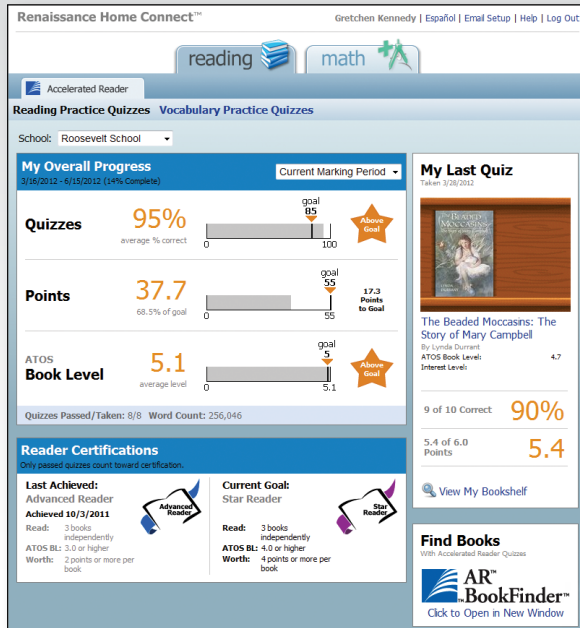 Renaissance Home Connect™
Gretchen Kennedy | Español | Email Setup | Help | Log Out
reading
math
Accelerated Reader
Reading Practice Quizzes Vocabulary Practice Quizzes
School: Roosevelt School
My Overall Progress
3/16/2012 - 6/15/2012 (14% Complete)
Current Marking Period
Quizzes
95%
average % correct
goal
85
0
100
Above
Goal
Points
37.7
68.5% of goal
goal
55
0
55
17.3
Points
to Goal
ATOS
Book Level
5.1
average level
goal
5
0
5.1
Above
Goal
Quizzes Passed/Taken: 8/8 Word Count: 256,046
Reader Certifications
Only passed quizzes count toward certification.
Last Achieved:
Advanced Reader
Achieved 10/3/2011
Read: 3 books
independently
ATOS BL: 3.0 or higher
Worth: 2 points or more per
book
Advanced
Reader
Current Goal:
Star Reader
Read: 3 books
independently
ATOS BL: 4.0 or higher
Worth: 4 points or more per
book
Star
Reader
My Last Quiz
Taken 3/28/2012
BEADED
MOCCASINS
The Beaded Moccasins: The
Story of Mary Campbell
By Lynda Durrant
ATOS Book Level: 4.7
Interest Level:
9 of 10 Correct 90%
5.4 of 6.0
Points
5.4
View My Bookshelf
Find Books
With Accelerated Reader Quizzes
AR™
BookFinder™
Click to Open in New Window